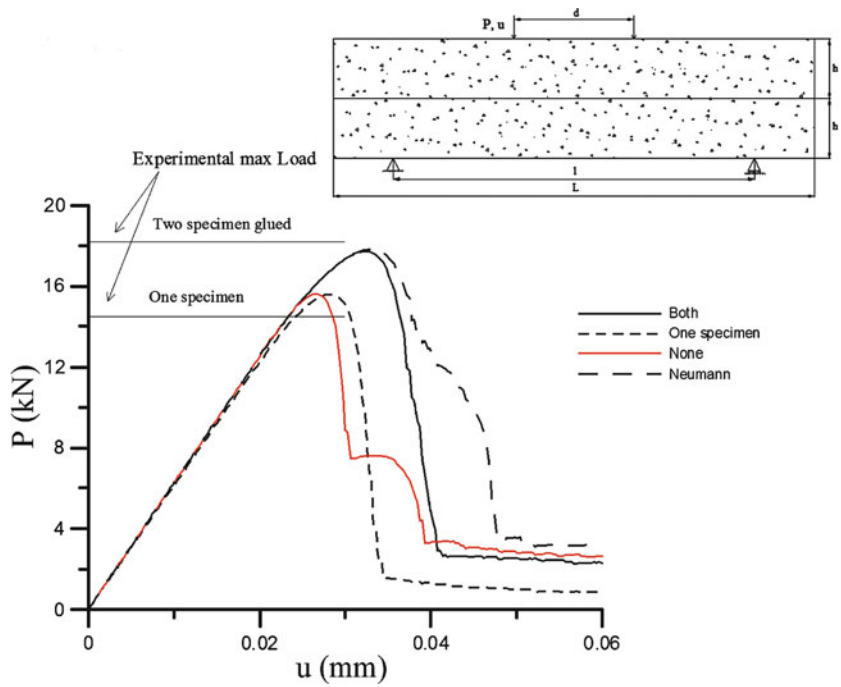 d
P, u
h
h
l
L
Experimental max Load
20
Two specimen glued
16
One specimen
12
P (kN)
8
4
0
0
0.02
0.04
0.06
u (mm)
Both
One specimen
None
Neumann